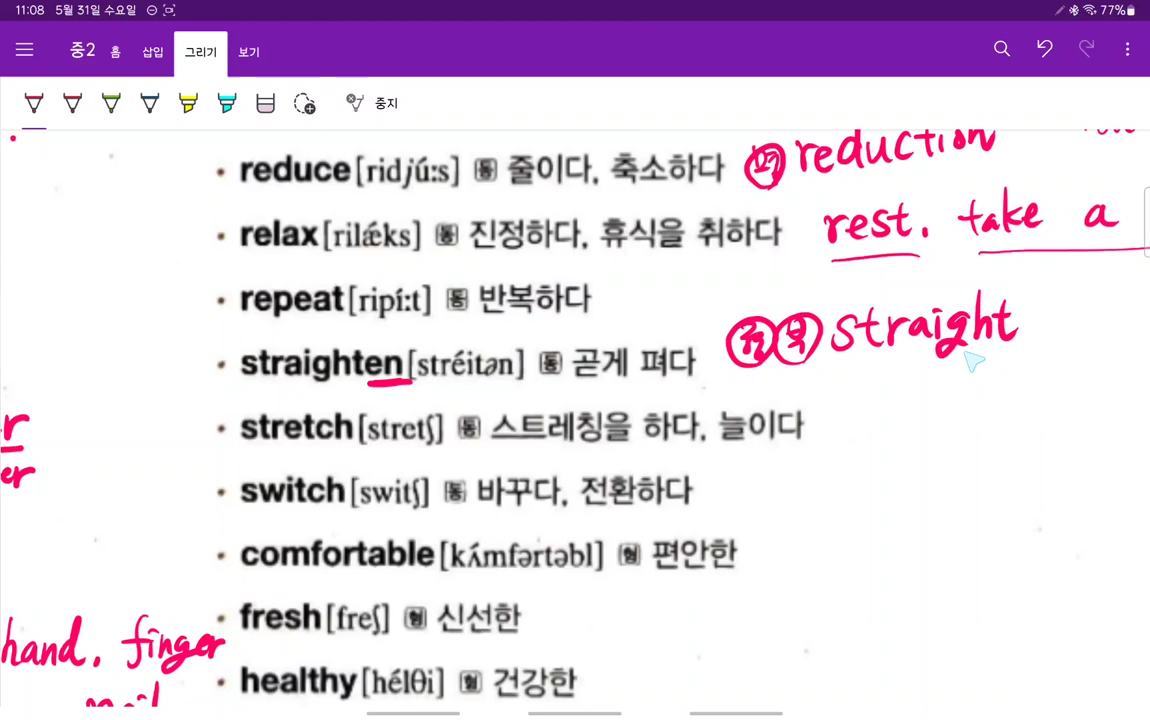 11:08 5월 31일 수요일 77%
중2 홈 삽입 그리기 보기
중지
• reduce[ridjúːs] 동 줄이다, 축소하다 명 reduction
• relax[rilǽks] 동 진정하다, 휴식을 취하다 rest. take a
• repeat[ripíːt] 동 반복하다
• straighten[stréitən] 동 곧게 펴다 형 부 straight
• stretch[stretʃ] 동 스트레칭을 하다, 늘이다
• switch[switʃ] 동 바꾸다, 전환하다
• comfortable[kʌ́mfərtəbl] 형 편안한
• fresh[freʃ] 형 신선한
hand. finger
• healthy[hélθi] 형 건강한